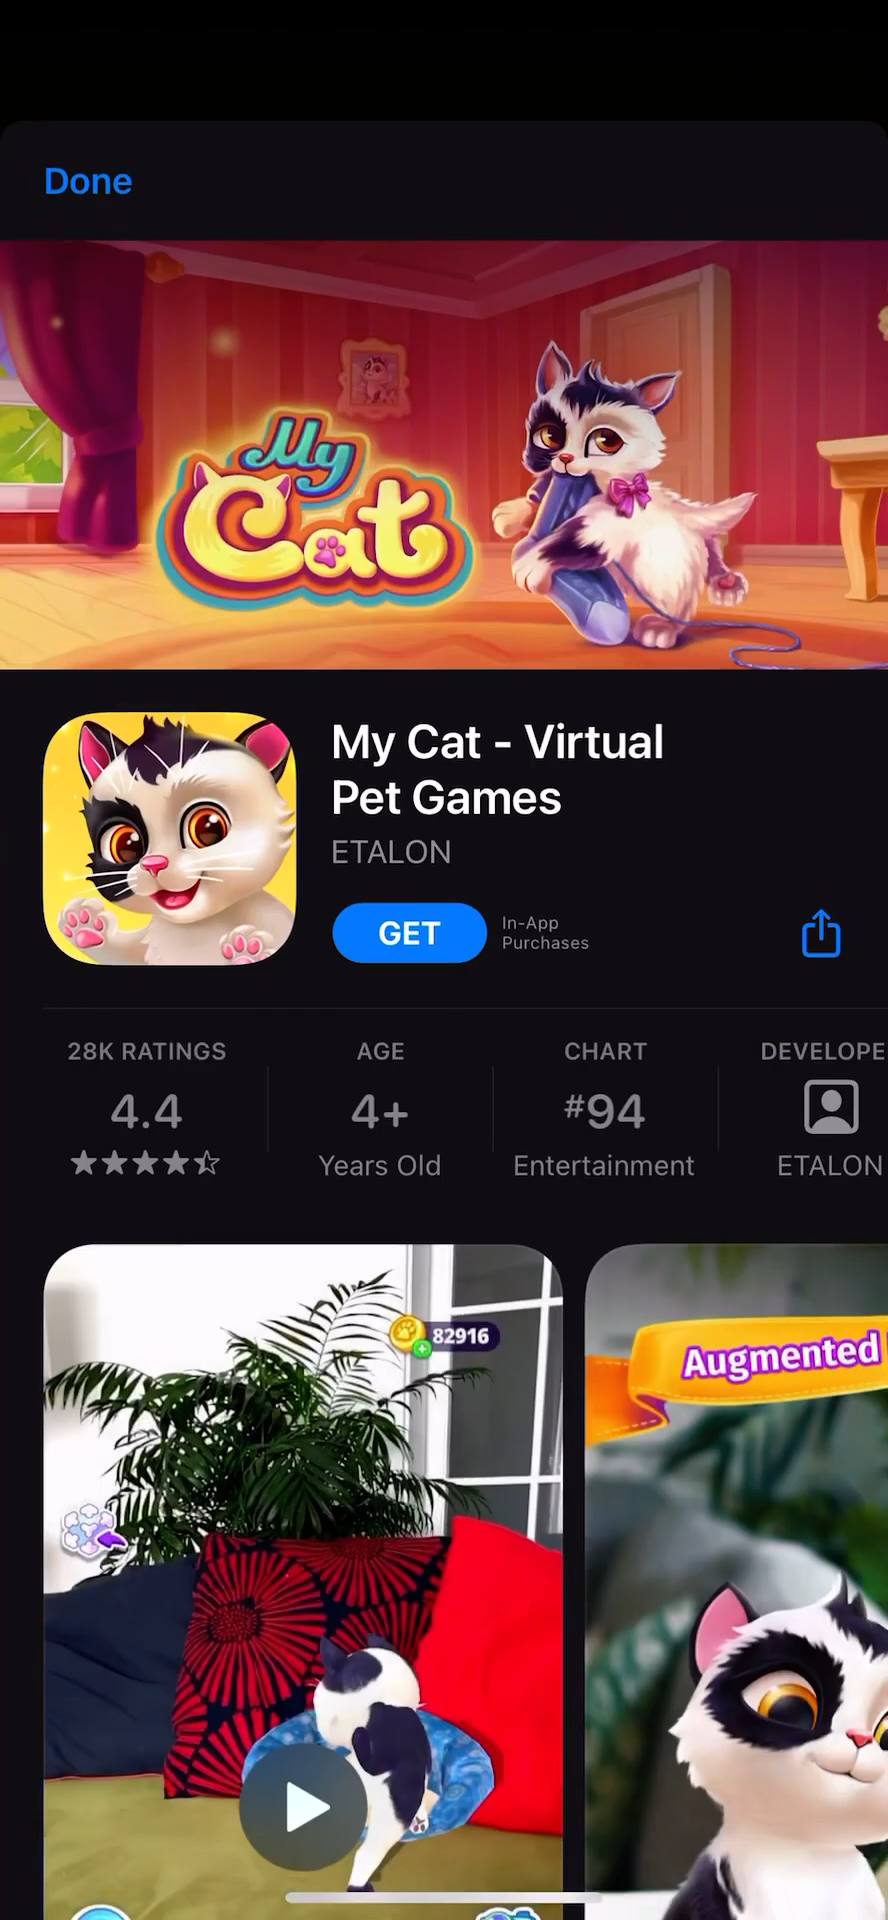 Done
My
Cat
My Cat - Virtual
Pet Games
ETALON
GET
In-App
Purchases
28K RATINGS
4.4
AGE
4+
Years Old
CHART
#94
Entertainment
DEVELOPE
ETALON
82916
Augmented